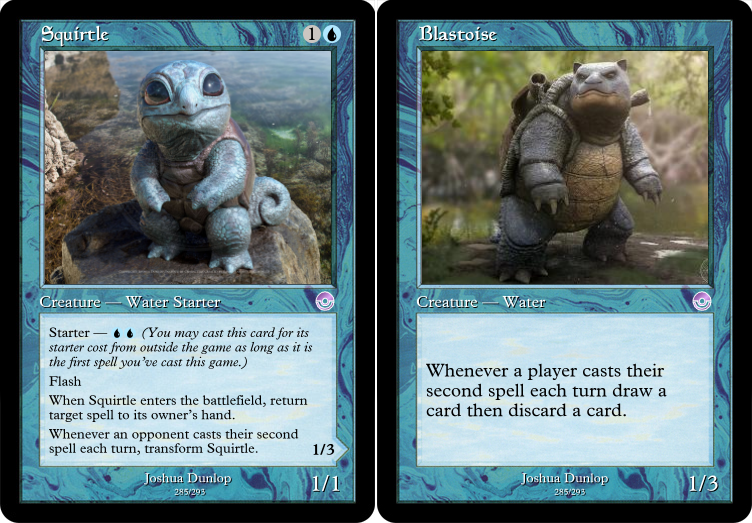 Squirtle
1
Creature — Water Starter
Starter — (You may cast this card for its
starter cost from outside the game as long as it is
the first spell you've cast this game.)
Flash
When Squirtle enters the battlefield, return
target spell to its owner's hand.
Whenever an opponent casts their second
spell each turn, transform Squirtle.
1/3
Joshua Dunlop
285/293
1/1
Blastoise
Creature — Water
Whenever a player casts their
second spell each turn draw a
card then discard a card.
Joshua Dunlop
285/293
1/3